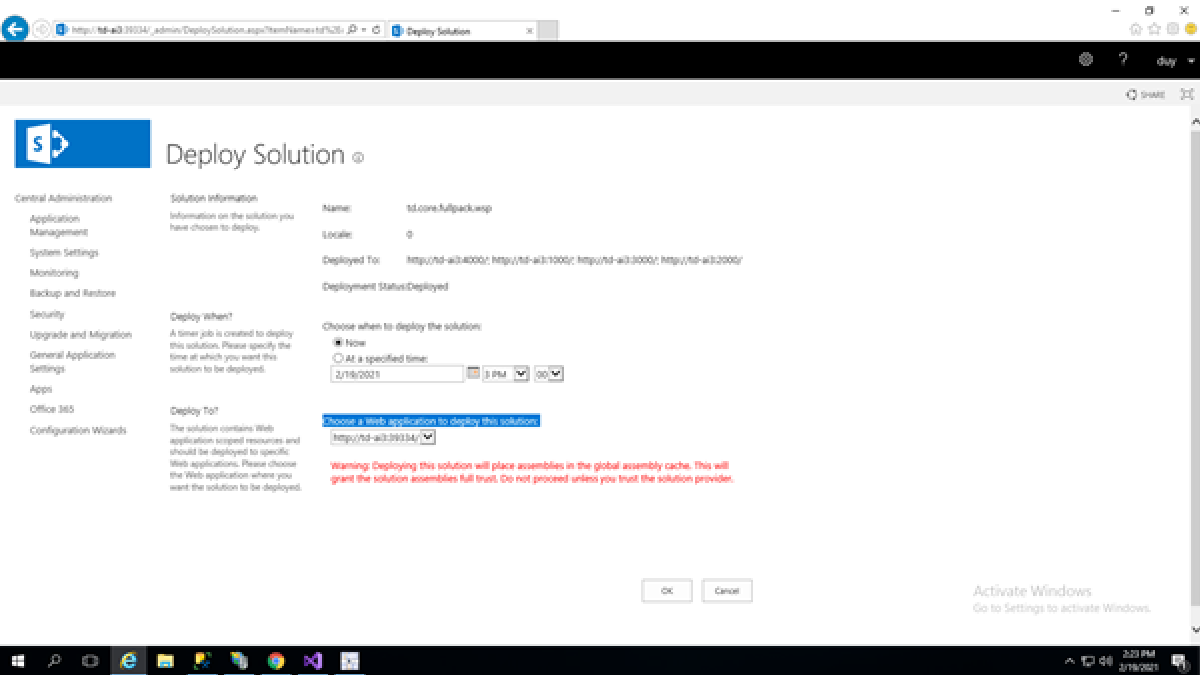 http://td-ai3:39334/_admin/DeploySolution.aspx?ItemName=td%2E
Deploy Solution
duy
SHARE
S
Deploy Solution
Central Administration
Application
Management
System Settings
Monitoring
Backup and Restore
Security
Upgrade and Migration
General Application
Settings
Apps
Office 365
Configuration Wizards
Solution Information
Information on the solution you
have chosen to deploy.
Name: td.core.fullpack.wsp
Locale: 0
Deployed To: http://td-ai3:4000/; http://td-ai3:1000/; http://td-ai3:3000/; http://td-ai3:2000/
Deployment Status:Deployed
Deploy When?
A timer job is created to deploy
this solution. Please specify the
time at which you want this
solution to be deployed.
Choose when to deploy the solution:
Now
At a specified time:
2/19/2021 3 PM 00
Deploy To?
The solution contains Web
application scoped resources and
should be deployed to specific
Web applications. Please choose
the Web application where you
want the solution to be deployed.
Choose a Web application to deploy this solution:
http://td-ai3:39334/
Warning: Deploying this solution will place assemblies in the global assembly cache. This will
grant the solution assemblies full trust. Do not proceed unless you trust the solution provider.
OK Cancel
Activate Windows
Go to Settings to activate Windows.
2:23 PM
2/19/2021